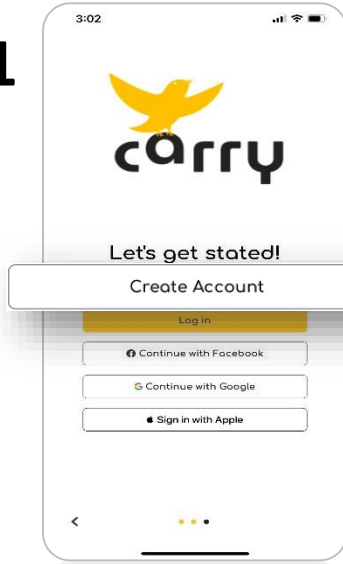 1
3:02
carry
Let's get stated!
Create Account
Log in
Continue with Facebook
Continue with Google
Sign in with Apple